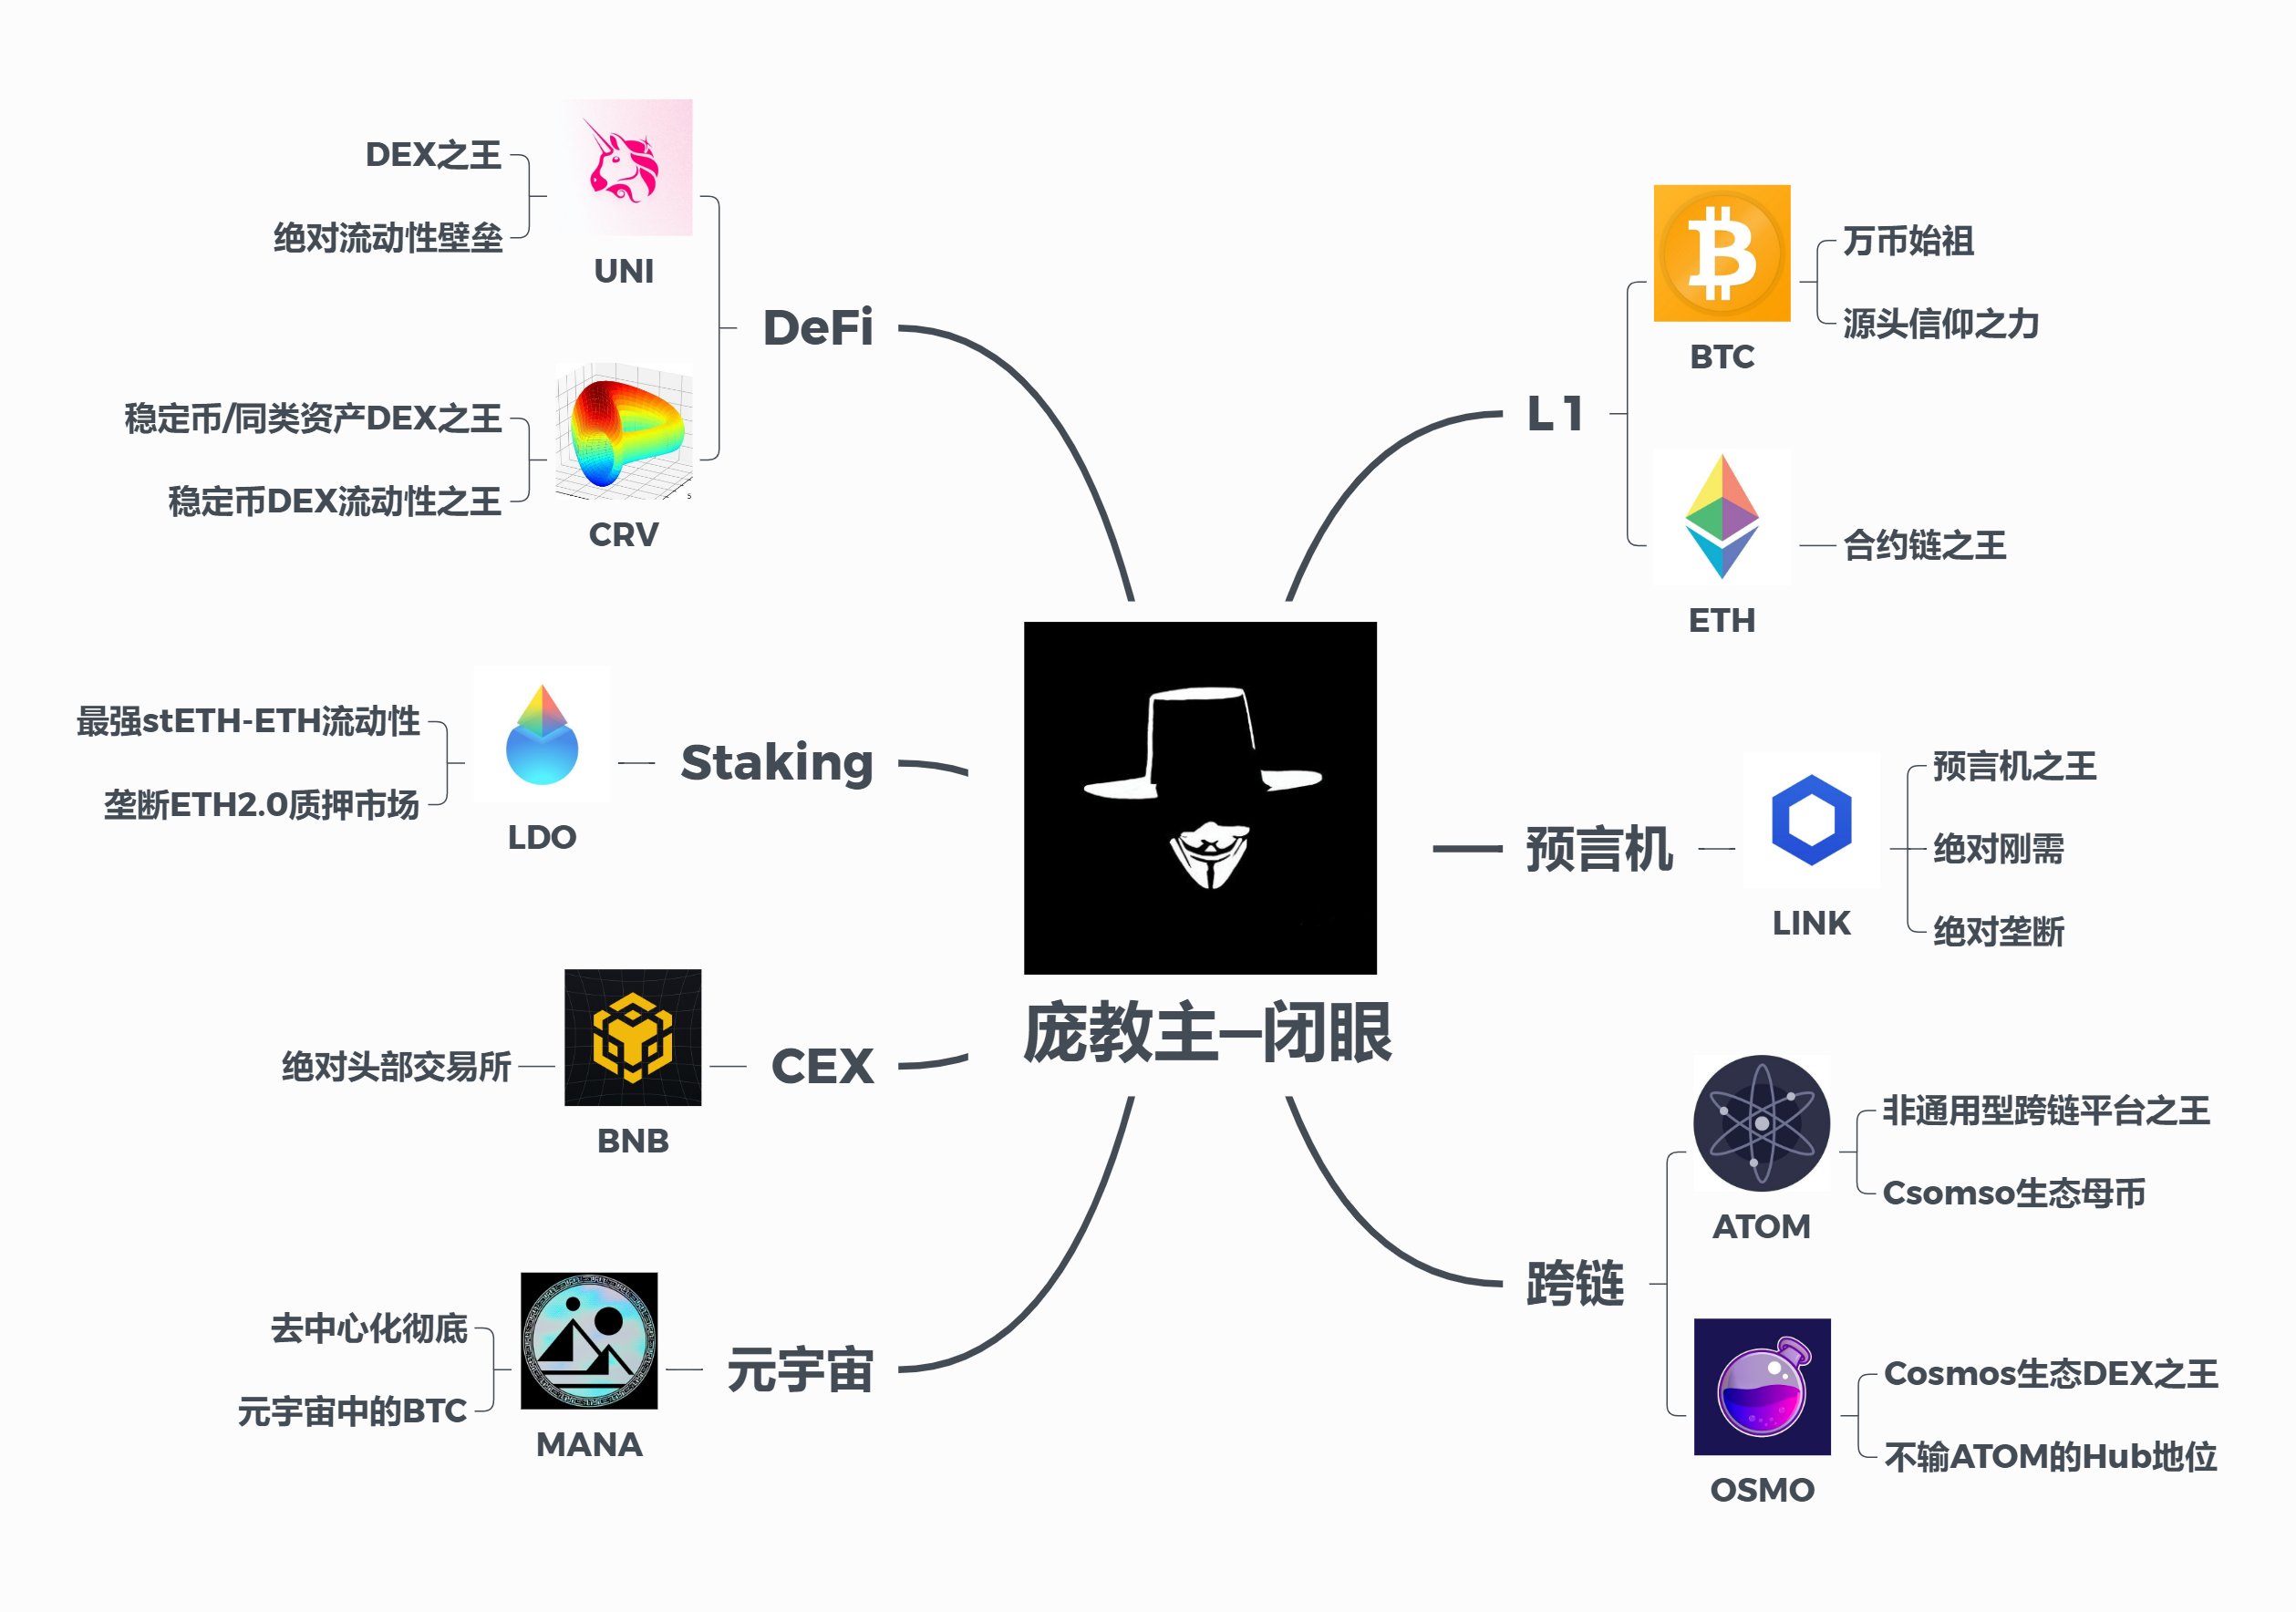 DeFi
UNI
DEX之王
绝对流动性壁垒
CRV
稳定币/同类资产DEX之王
稳定币DEX流动性之王
5
Staking
LDO
最强stETH-ETH流动性
垄断ETH2.0质押市场
CEX
BNB
绝对头部交易所
元宇宙
MANA
去中心化彻底
元宇宙中的BTC
庞教主—闭眼
L1
BTC
万币始祖
源头信仰之力
ETH
合约链之王
预言机
LINK
预言机之王
绝对刚需
绝对垄断
跨链
ATOM
非通用型跨链平台之王
Csomso生态母币
OSMO
Cosmos生态DEX之王
不输ATOM的Hub地位